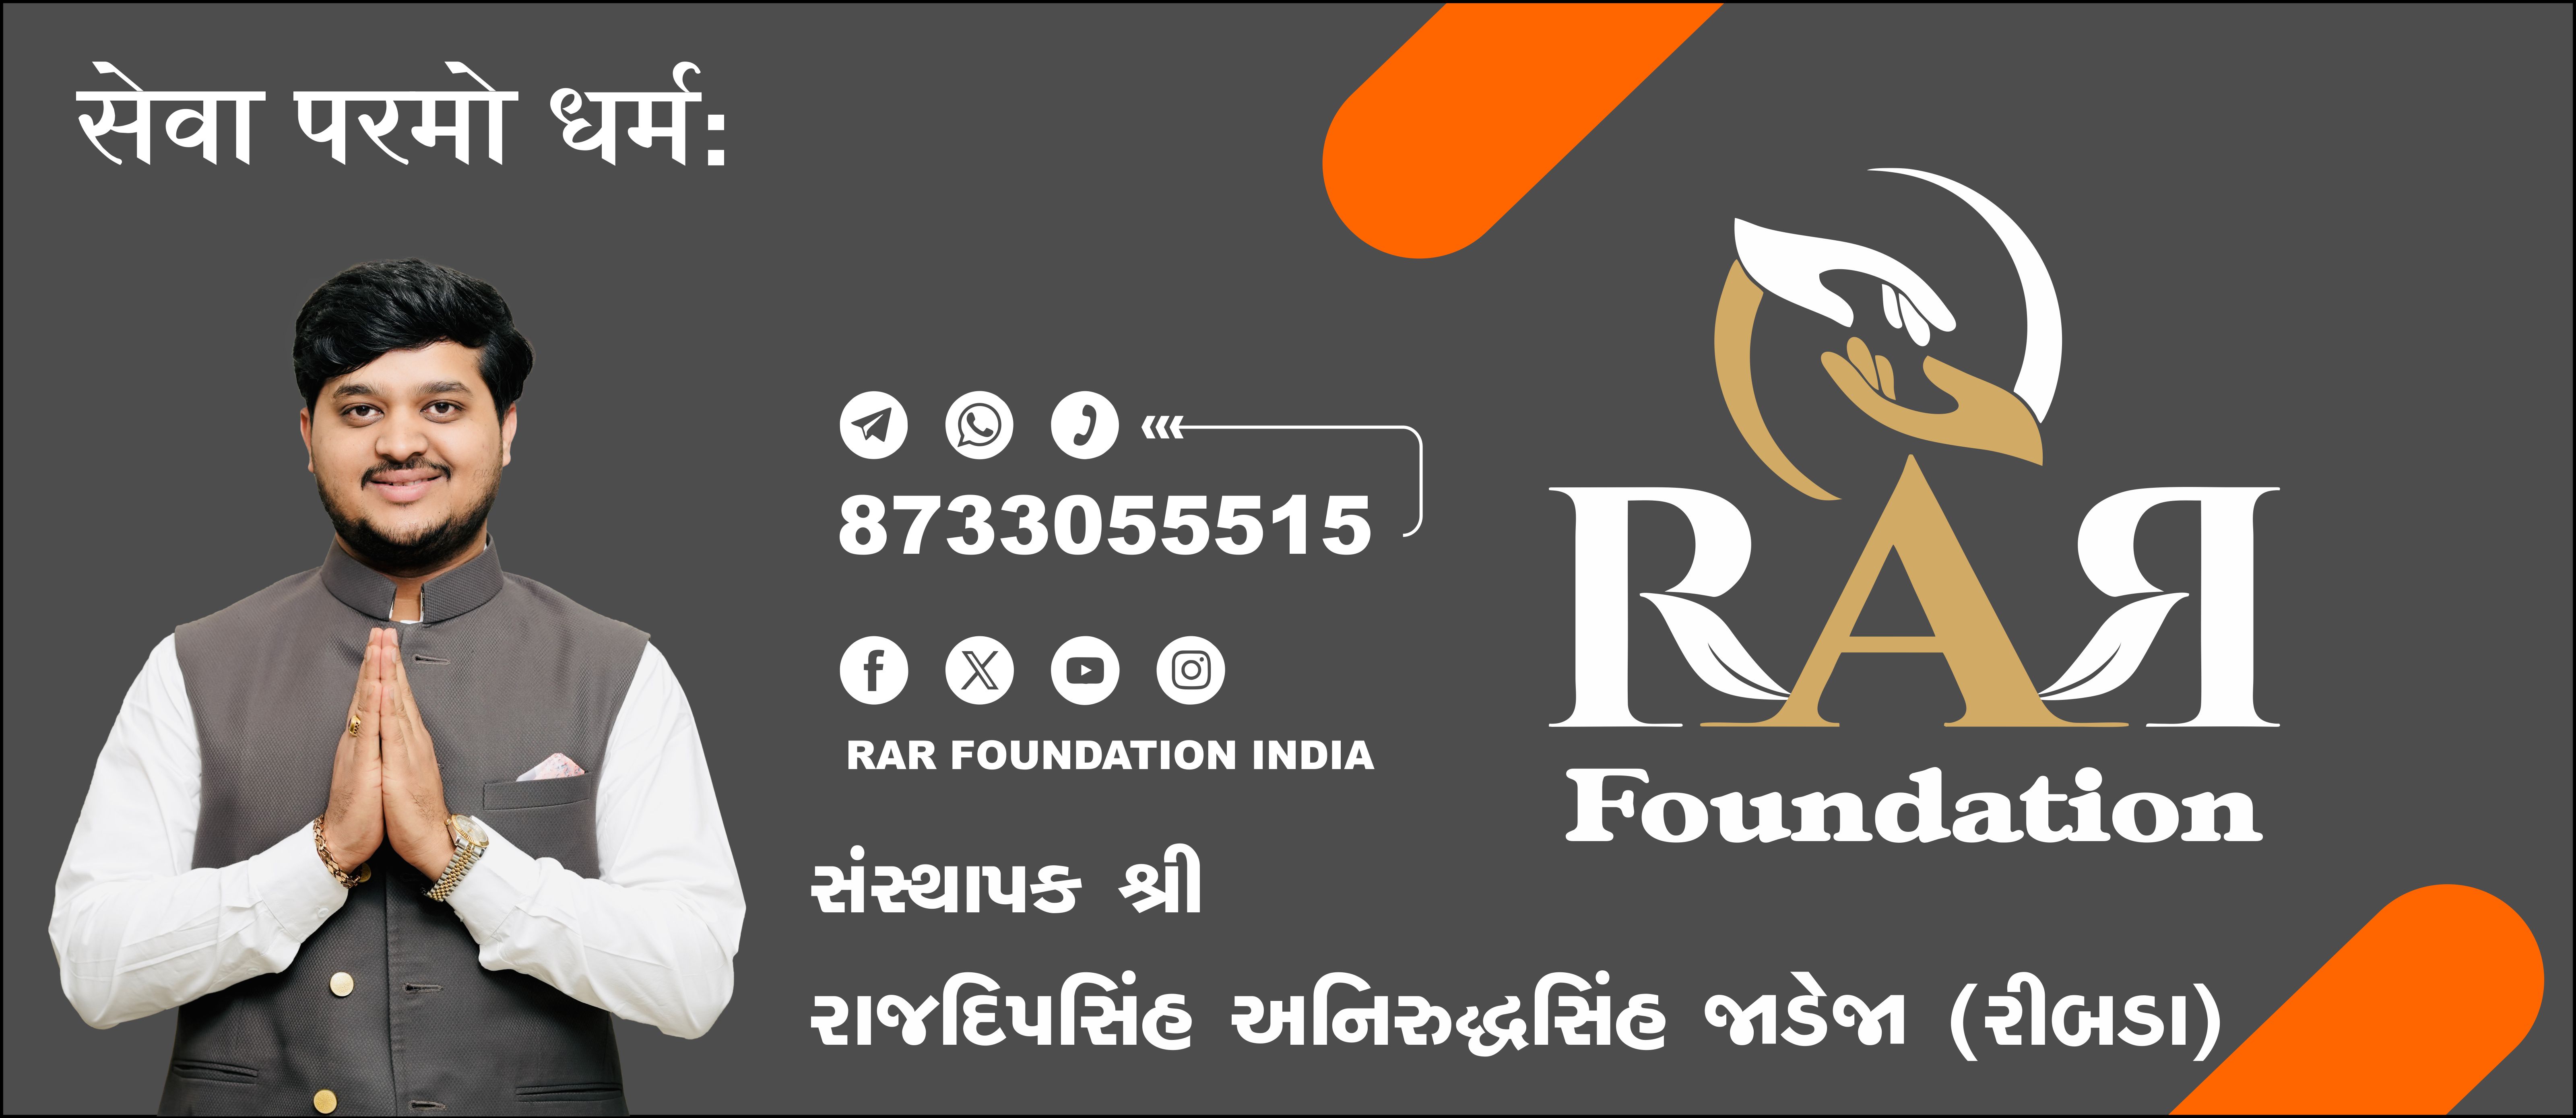 सेवा परमो धर्म:
8733055515
RAR FOUNDATION INDIA
RAR
Foundation
સંસ્થાપક શ્રી
રાજદિપસિંહ અનિરુદ્ધસિંહ જાડેજા (રીબડા)